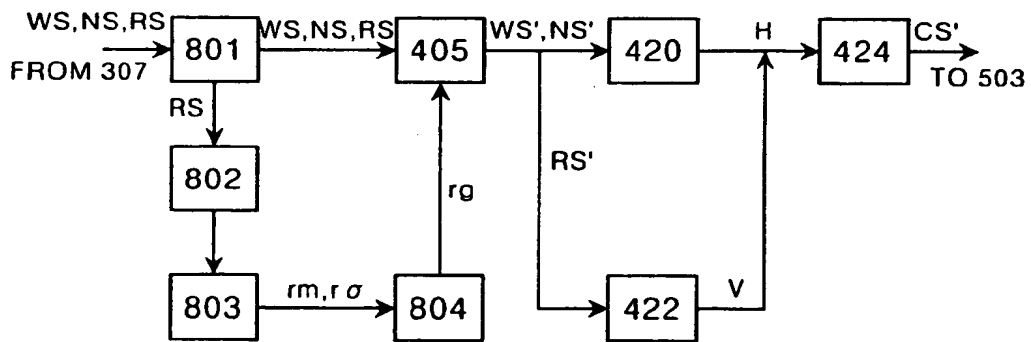 WS,NS,RS
801
WS,NS,RS
405
WS',NS'
420
H
424
CS'
FROM 307
TO 503
RS
802
rg
RS'
803
rm,rσ
804
422
V